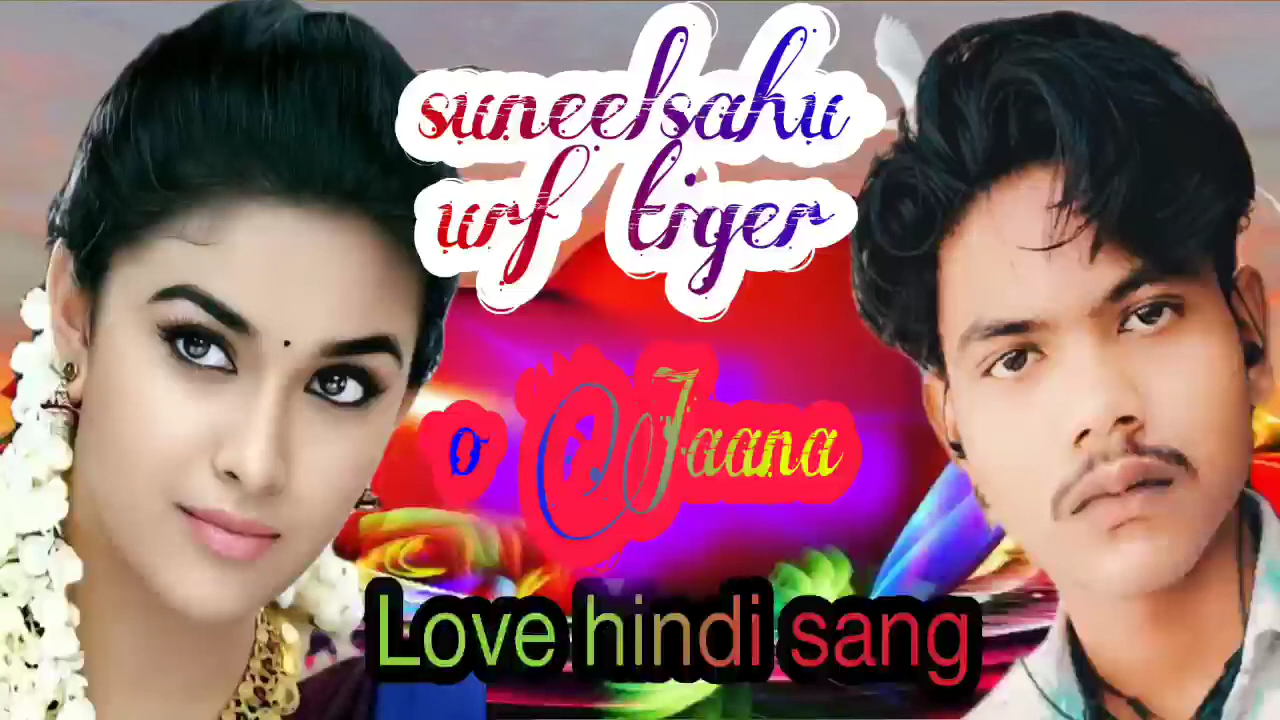 suneelsahu
urf tiger
o O Jaana
Love hindi sang